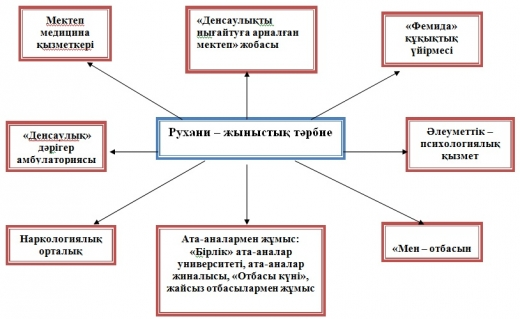 Мектеп
медицина
қызметкері
«Денсаулықты
нығайтуға арналған
мектеп» жобасы
«Фемида»
құқықтық
үйірмесі
«Денсаулық»
дәрігер
амбулаториясы
Рухани – жыныстық тәрбие
Әлеуметтік –
психологиялық
қызмет
Наркологиялық
орталық
Ата-аналармен жұмыс:
«Бірлік» ата-аналар
университеті, ата-аналар
жиналысы, «Отбасы күні»,
жайсыз отбасылармен жұмыс
«Мен – отбасын